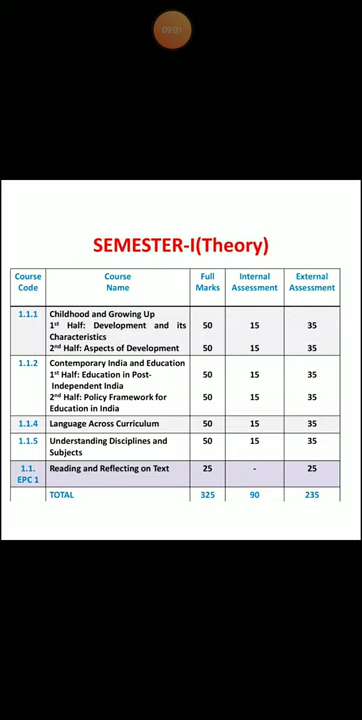 09:01
SEMESTER-I(Theory)
Course Code | Course Name | Full Marks | Internal Assessment | External Assessment
1.1.1 | Childhood and Growing Up
1st Half: Development and its Characteristics | 50 | 15 | 35
2nd Half: Aspects of Development | 50 | 15 | 35
1.1.2 | Contemporary India and Education
1st Half: Education in Post-Independent India | 50 | 15 | 35
2nd Half: Policy Framework for Education in India | 50 | 15 | 35
1.1.4 | Language Across Curriculum | 50 | 15 | 35
1.1.5 | Understanding Disciplines and Subjects | 50 | 15 | 35
1.1. EPC 1 | Reading and Reflecting on Text | 25 | - | 25
TOTAL | 325 | 90 | 235